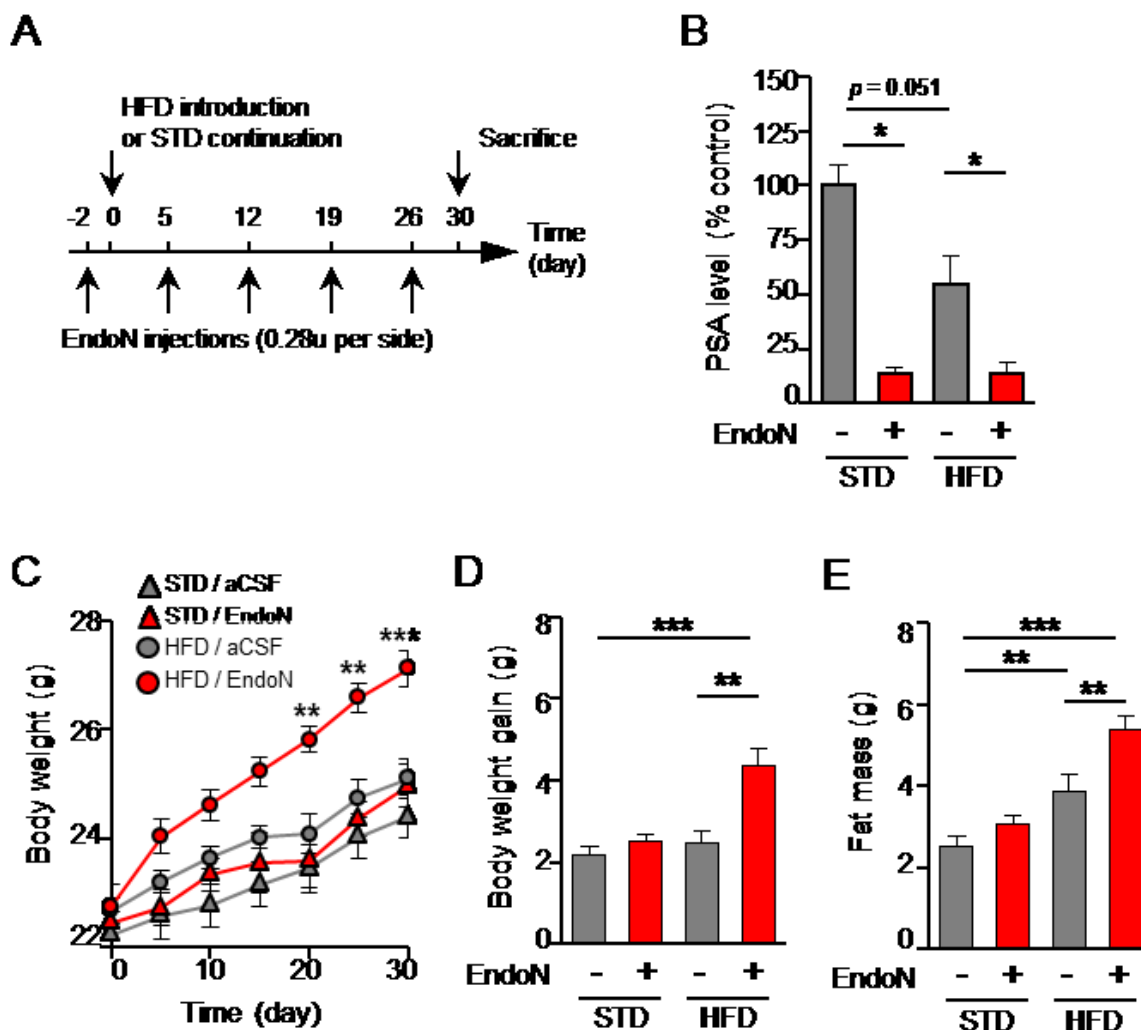 A
HFD introduction
or STD continuation
Sacrifice
-2 0 5 12 19 26 30
Time
(day)
EndoN injections (0.28u per side)
B
PSA level (% control)
150
125
100
75
50
25
0
p = 0.051
*
*
EndoN - + - +
STD HFD
C
STD / aCSF
STD / EndoN
HFD / aCSF
HFD / EndoN
Body weight (g)
28
26
24
22
**
**
***
0 10 20 30
Time (day)
D
Body weight gain (g)
8
6
4
2
0
***
**
EndoN - + - +
STD HFD
E
Fat mass (g)
8
6
4
2
0
***
**
**
EndoN - + - +
STD HFD